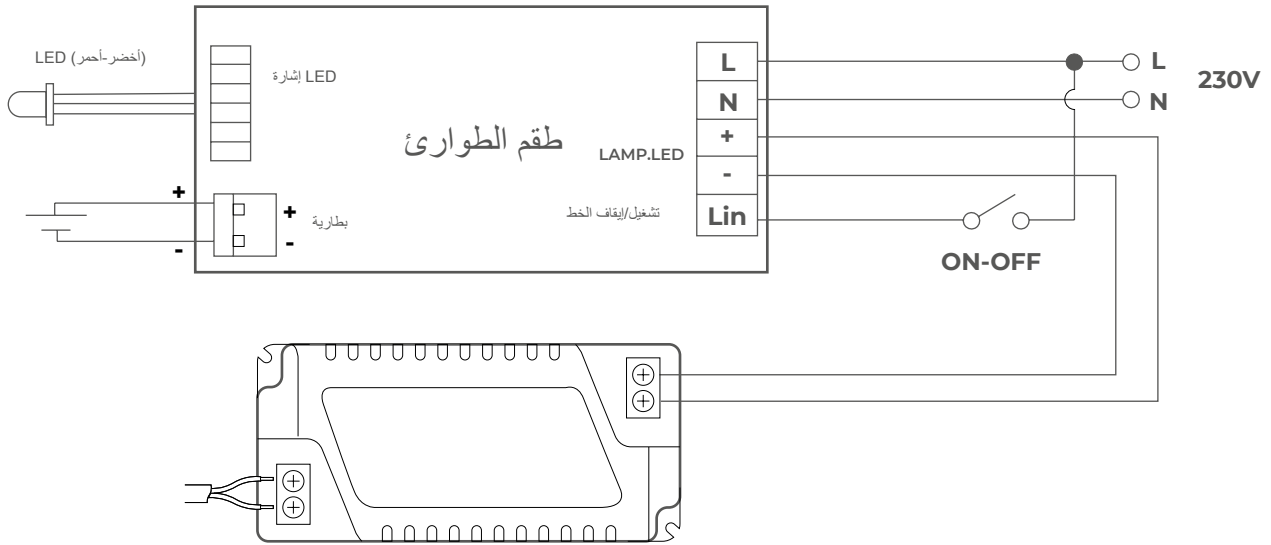 LED (أخضر-أحمر)
LED إشارة
طقم الطوارئ
بطارية
+
-
+
-
LAMP.LED
تشغيل/إيقاف الخط
L
N
+
-
Lin
L
N
230V
ON-OFF